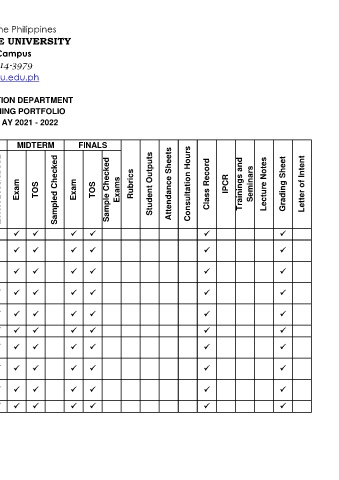 he Philippines
E UNIVERSITY
Campus
14-3979
u.edu.ph
TION DEPARTMENT
NING PORTFOLIO
AY 2021 - 2022
MIDTERM FINALS
Exam
TOS
Sampled Checked
Exam
TOS
Sample Checked Exams
Rubrics
Student Outputs
Attendance Sheets
Consultation Hours
Class Record
IPCR
Trainings and Seminars
Lecture Notes
Grading Sheet
Letter of Intent
✓ ✓ ✓ ✓ ✓ ✓
✓ ✓ ✓ ✓ ✓ ✓
✓ ✓ ✓ ✓ ✓ ✓
✓ ✓ ✓ ✓ ✓ ✓
✓ ✓ ✓ ✓ ✓ ✓
✓ ✓ ✓ ✓ ✓ ✓
✓ ✓ ✓ ✓ ✓ ✓
✓ ✓ ✓ ✓ ✓ ✓
✓ ✓ ✓ ✓ ✓ ✓
✓ ✓ ✓ ✓ ✓ ✓